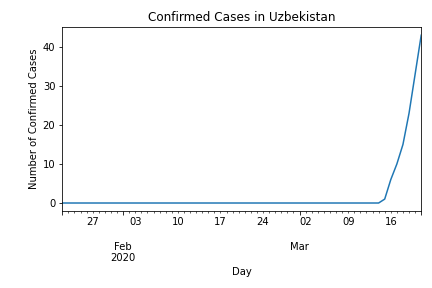 Confirmed Cases in Uzbekistan
Number of Confirmed Cases
40
30
20
10
0
27 03 10 17 24 02 09 16
Feb Mar
2020
Day